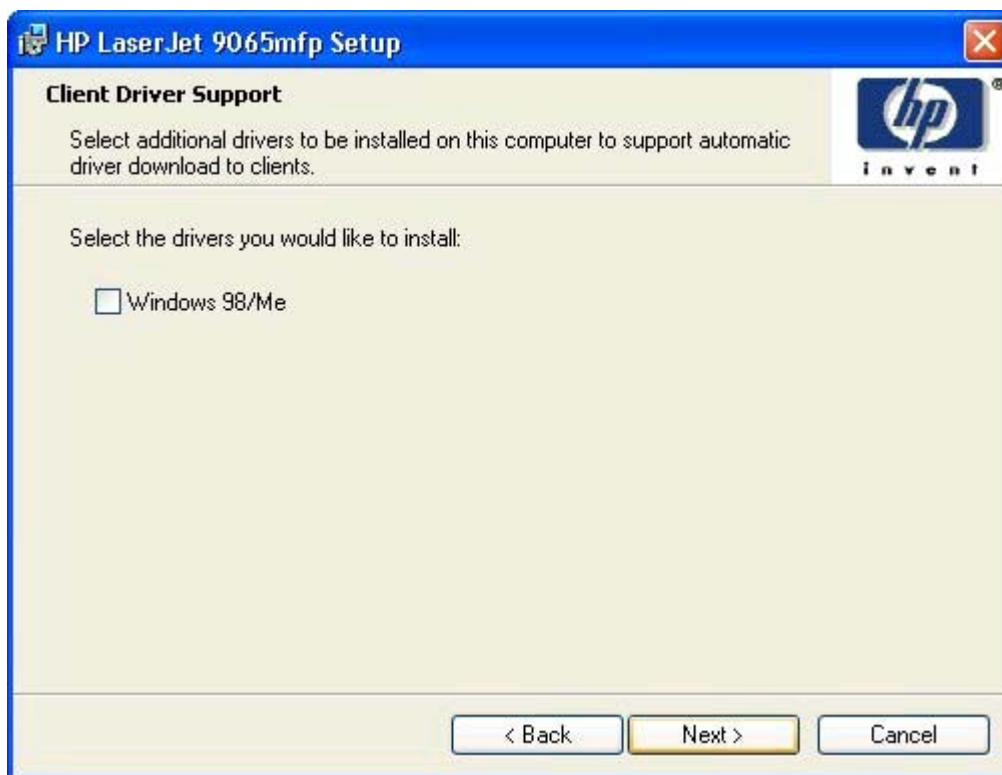 HP LaserJet 9065mfp Setup
Client Driver Support
Select additional drivers to be installed on this computer to support automatic
driver download to clients.
hp ®
invent
Select the drivers you would like to install:
Windows 98/Me
< Back Next > Cancel